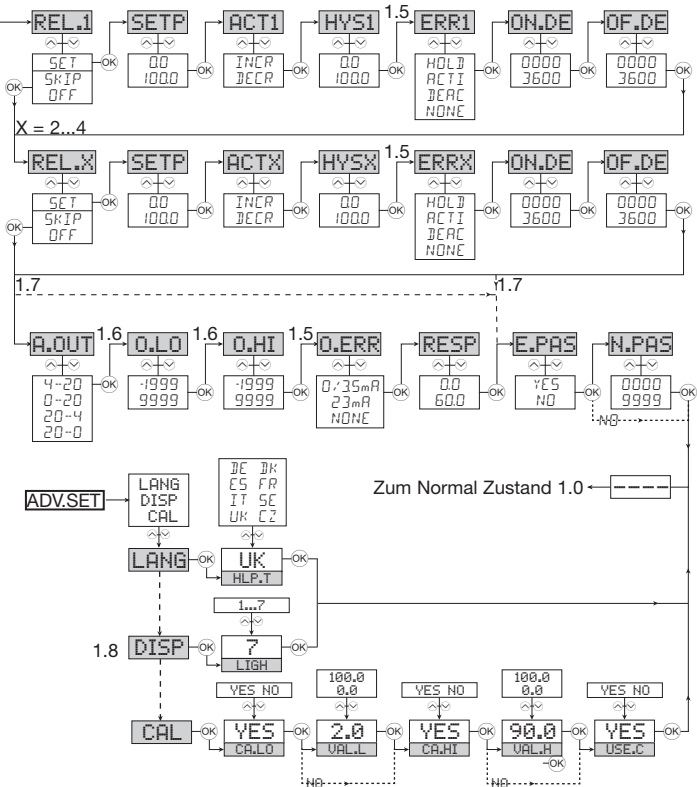 REL.1 SETP ACT1 HYS1 1.5 ERR1 ON.DE OF.DE
SET 0.0 INCR 0.0 HOLD 0000 0000
SKIP 100.0 DECR 100.0 ACTI 3600 3600
OFF DEAC
NONE
OK OK OK OK OK OK OK OK
X = 2...4
REL.X SETP ACTX HYSX 1.5 ERRX ON.DE OF.DE
SET 0.0 INCR 0.0 HOLD 0000 0000
SKIP 100.0 DECR 100.0 ACTI 3600 3600
OFF DEAC
NONE
OK OK OK OK OK OK OK OK
1.7 1.7
A.OUT 1.6 O.LO 1.6 O.HI 1.5 O.ERR RESP E.PAS N.PAS
4-20 -1999 -1999 0/3.5mA 0.0 YES 0000
0-20 9999 9999 23mA 60.0 NO 9999
20-4 NONE
20-0
OK OK OK OK OK OK OK
NO
Zum Normal Zustand 1.0 ----
ADV.SET
LANG
DISP
CAL
DE DK
ES FR
IT SE
UK CZ
LANG OK UK OK
HLP.T
1...7
1.8 DISP OK 7 OK
LIGH
YES NO 100.0 YES NO 100.0 YES NO
0.0 0.0
CAL OK YES OK 2.0 OK YES OK 90.0 OK YES OK
CA.LO VAL.L CA.HI VAL.H USE.C
OK
NO NO